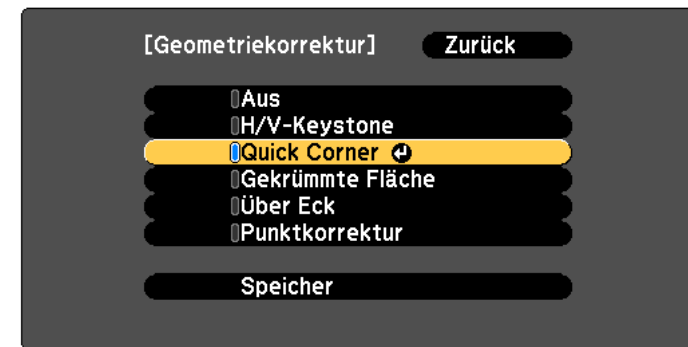 [Geometriekorrektur] Zurück
Aus
H/V-Keystone
Quick Corner
Gekrümmte Fläche
Über Eck
Punktkorrektur
Speicher